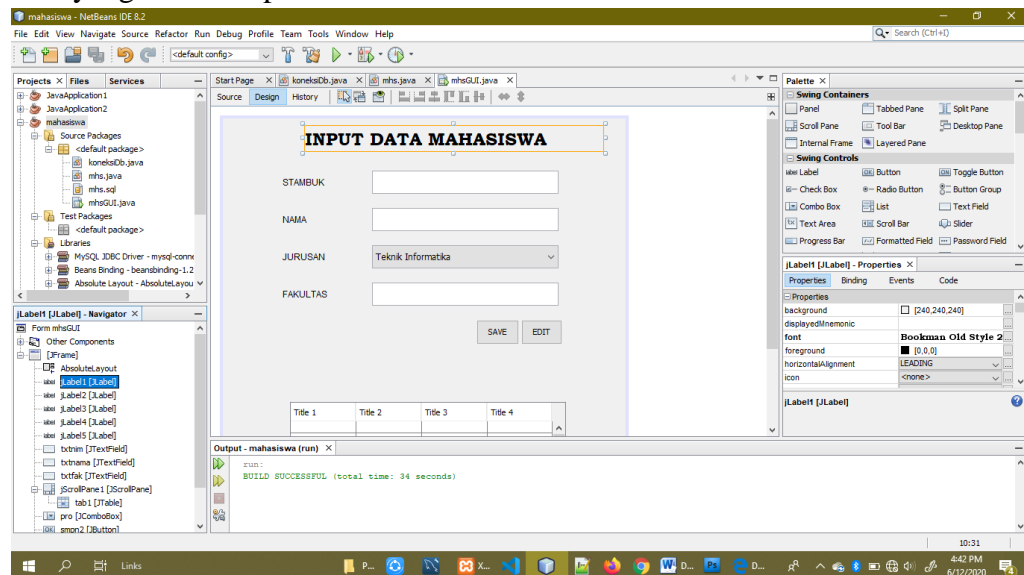 mahasiswa - NetBeans IDE 8.2
File Edit View Navigate Source Refactor Run Debug Profile Team Tools Window Help
Search (Ctrl+I)
<default config>
Projects Files Services
JavaApplication1
JavaApplication2
mahasiswa
Source Packages
<default package>
koneksiDb.java
mhs.java
mhs.sql
mhsGUI.java
Test Packages
<default package>
Libraries
MySQL JDBC Driver - mysql-conne
Beans Binding - beansbinding-1.2
Absolute Layout - AbsoluteLayou
jLabel1 [JLabel] - Navigator
Form mhsGUI
Other Components
[JFrame]
AbsoluteLayout
jLabel1 [JLabel]
jLabel2 [JLabel]
jLabel3 [JLabel]
jLabel4 [JLabel]
jLabel5 [JLabel]
txtnim [JTextField]
txtnama [JTextField]
txtfak [JTextField]
jScrollPane1 [JScrollPane]
tab1 [JTable]
pro [JComboBox]
smpn2 [JButton]
Start Page koneksiDb.java mhs.java mhsGUI.java
Source Design History
INPUT DATA MAHASISWA
STAMBUK
NAMA
JURUSAN Teknik Informatika
FAKULTAS
SAVE EDIT
Title 1 Title 2 Title 3 Title 4
Output - mahasiswa (run)
run:
BUILD SUCCESSFUL (total time: 34 seconds)
Palette
Swing Containers
Panel Tabbed Pane Split Pane
Scroll Pane Tool Bar Desktop Pane
Internal Frame Layered Pane
Swing Controls
label Label OK Button ON Toggle Button
Check Box Radio Button Button Group
Combo Box List Text Field
Text Area Scroll Bar Slider
Progress Bar Formatted Field Password Field
jLabel1 [JLabel] - Properties
Properties Binding Events Code
Properties
background [240,240,240]
displayedMnemonic
font Bookman Old Style 2
foreground [0,0,0]
horizontalAlignment LEADING
icon <none>
jLabel1 [JLabel]
10:31
Links
P...
X...
D...
Ps
D...
4:42 PM
6/12/2020